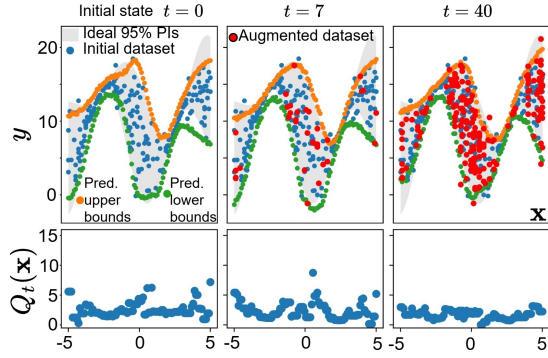 Initial state t = 0
t = 7
t = 40
Ideal 95% PIs
Initial dataset
Augmented dataset
20
10
0
y
Pred.
upper
bounds
Pred.
lower
bounds
x
15
10
5
0
Q_t(x)
-5 0 5
-5 0 5
-5 0 5